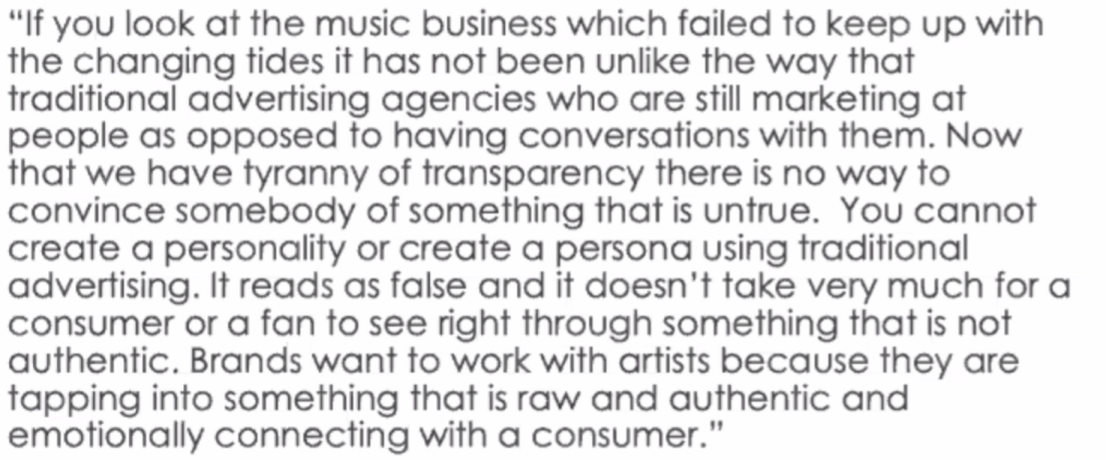 “If you look at the music business which failed to keep up with
the changing tides it has not been unlike the way that
traditional advertising agencies who are still marketing at
people as opposed to having conversations with them. Now
that we have tyranny of transparency there is no way to
convince somebody of something that is untrue.  You cannot
create a personality or create a persona using traditional
advertising. It reads as false and it doesn’t take very much for a
consumer or a fan to see right through something that is not
authentic. Brands want to work with artists because they are
tapping into something that is raw and authentic and
emotionally connecting with a consumer.”